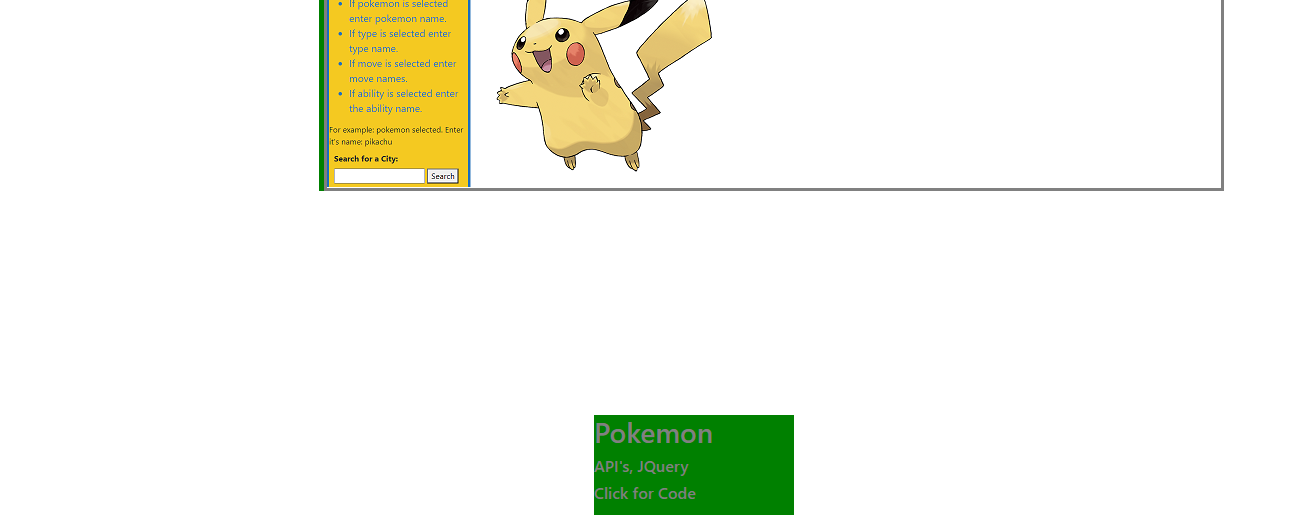 If pokemon is selected
enter pokemon name.
If type is selected enter
type name.
If move is selected enter
move names.
If ability is selected enter
the ability name.
For example: pokemon selected. Enter
it's name: pikachu
Search for a City:
Search
Pokemon
API's, JQuery
Click for Code